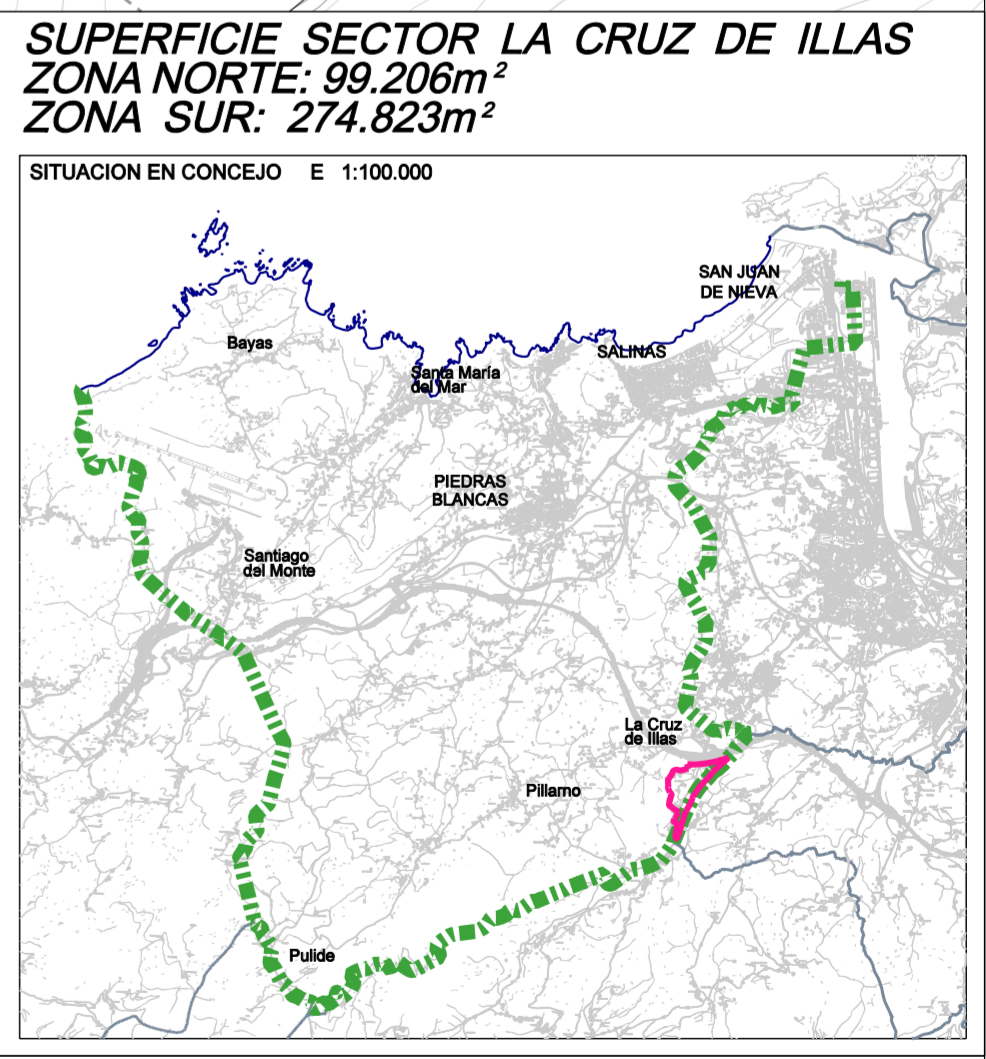 SUPERFICIE SECTOR LA CRUZ DE ILLAS
ZONA NORTE: 99.206m²
ZONA SUR: 274.823m²
SITUACION EN CONCEJO E 1:100.000
SAN JUAN
DE NIEVA
Bayas
SALINAS
Santa María
del Mar
PIEDRAS
BLANCAS
Santiago
del Monte
La Cruz
de Illas
Pillarno
Pulide